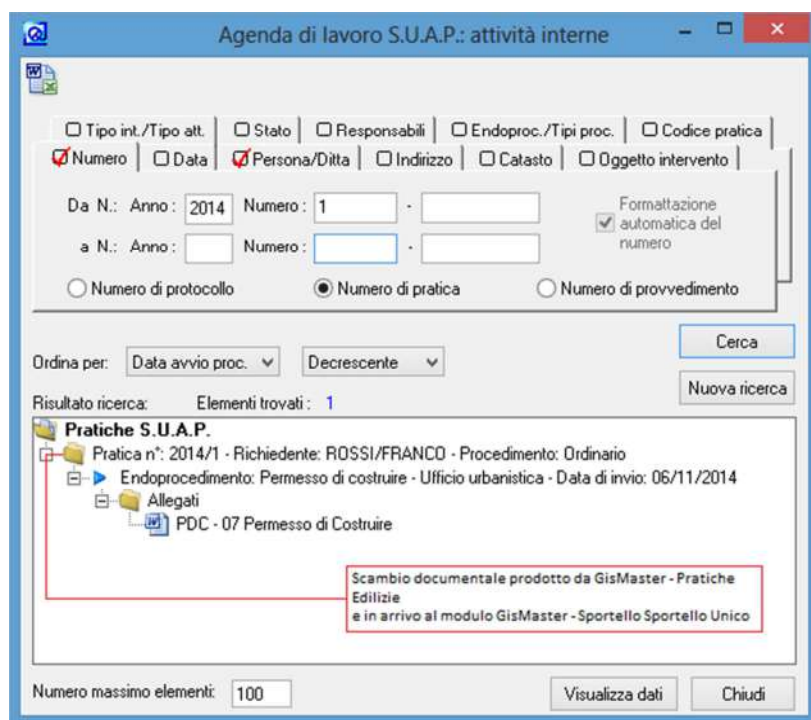 Agenda di lavoro S.U.A.P.: attività interne
Tipo int./Tipo att. Stato Responsabili Endoproc./Tipi proc. Codice pratica
Numero Data Persona/Ditta Indirizzo Catasto Oggetto intervento
Da N.: Anno: 2014 Numero: 1 -
Formattazione
automatica del
numero
a N.: Anno: Numero: -
Numero di protocollo Numero di pratica Numero di provvedimento
Cerca
Ordina per: Data avvio proc. Decrescente
Nuova ricerca
Risultato ricerca: Elementi trovati: 1
Pratiche S.U.A.P.
Pratica n°: 2014/1 - Richiedente: ROSSI/FRANCO - Procedimento: Ordinario
Endoprocedimento: Permesso di costruire - Ufficio urbanistica - Data di invio: 06/11/2014
Allegati
PDC - 07 Permesso di Costruire
Scambio documentale prodotto da GisMaster - Pratiche
Edilizie
e in arrivo al modulo GisMaster - Sportello Sportello Unico
Numero massimo elementi: 100
Visualizza dati Chiudi